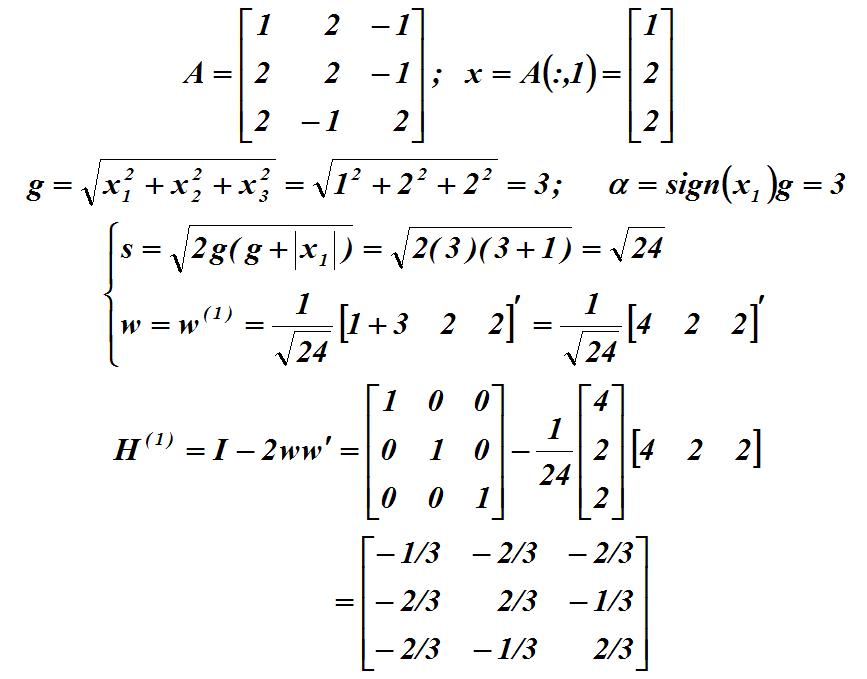 A = [1 2 −1; 2 2 −1; 2 −1 2]; x = A(:,1) = [1; 2; 2]
g = √(x₁² + x₂² + x₃²) = √(1² + 2² + 2²) = 3; α = sign(x₁)g = 3
{ s = √(2g(g + |x₁|)) = √(2(3)(3 + 1)) = √24
w = w⁽¹⁾ = 1/√24 [1 + 3 2 2]′ = 1/√24 [4 2 2]′
H⁽¹⁾ = I − 2ww′ = [1 0 0; 0 1 0; 0 0 1] − 1/24 [4; 2; 2] [4 2 2]
= [−1/3 −2/3 −2/3; −2/3 2/3 −1/3; −2/3 −1/3 2/3]